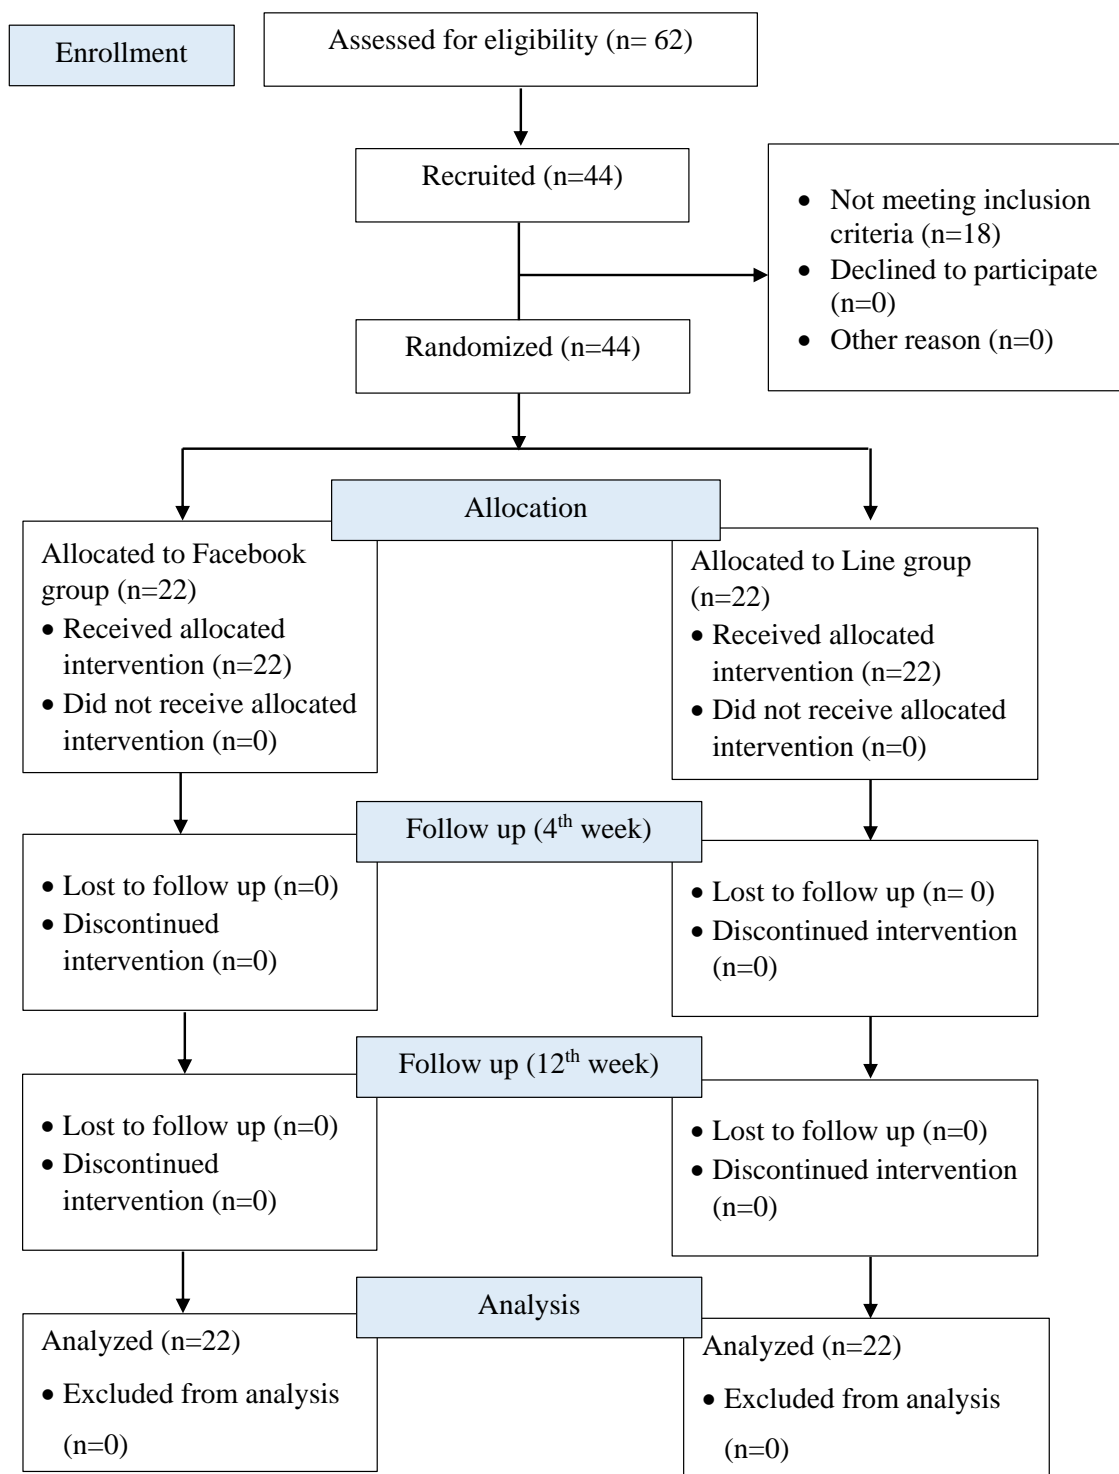 Enrollment
Assessed for eligibility (n= 62)
Recruited (n=44)
• Not meeting inclusion
criteria (n=18)
• Declined to participate
(n=0)
• Other reason (n=0)
Randomized (n=44)
Allocation
Allocated to Facebook
group (n=22)
• Received allocated
intervention (n=22)
• Did not receive allocated
intervention (n=0)
Allocated to Line group
(n=22)
• Received allocated
intervention (n=22)
• Did not receive allocated
intervention (n=0)
Follow up (4th week)
• Lost to follow up (n=0)
• Discontinued
intervention (n=0)
• Lost to follow up (n= 0)
• Discontinued intervention
(n=0)
Follow up (12th week)
• Lost to follow up (n=0)
• Discontinued
intervention (n=0)
• Lost to follow up (n=0)
• Discontinued intervention
(n=0)
Analysis
Analyzed (n=22)
• Excluded from analysis
(n=0)
Analyzed (n=22)
• Excluded from analysis
(n=0)